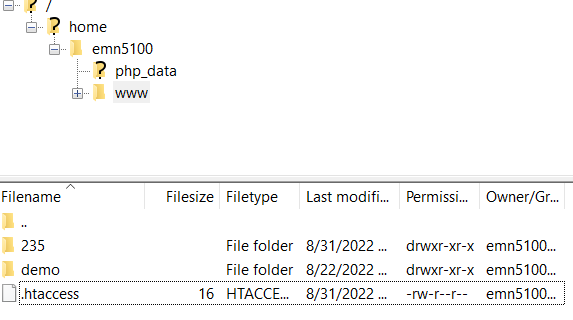 /
home
emn5100
php_data
www
Filename Filesize Filetype Last modifi... Permissi... Owner/Gr...
..
235 File folder 8/31/2022 ... drwxr-xr-x emn5100...
demo File folder 8/22/2022 ... drwxr-xr-x emn5100...
.htaccess 16 HTACCE... 8/31/2022 ... -rw-r--r-- emn5100...